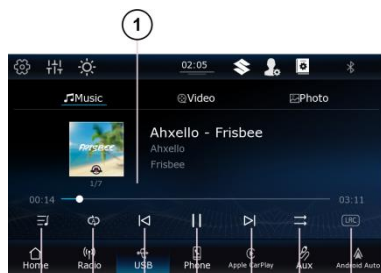 1
02:05
Music Video Photo
FRISBEE
Ahxello - Frisbee
Ahxello
Frisbee
1/7
00:14 03:11
LRC
Home Radio USB Phone Apple CarPlay Aux Android Auto